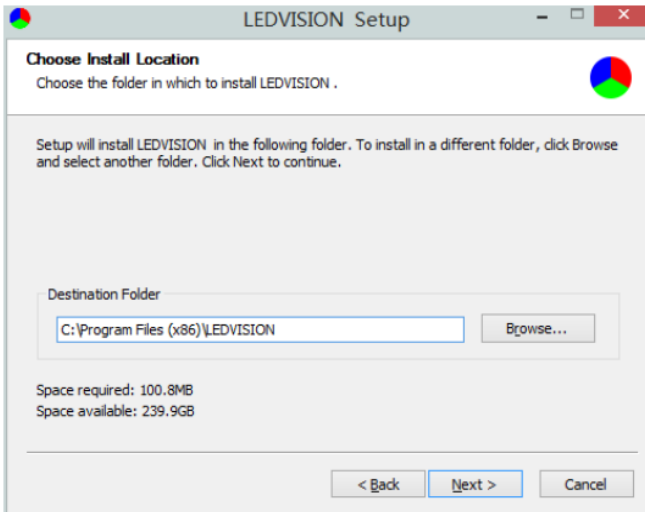 LEDVISION Setup
Choose Install Location
Choose the folder in which to install LEDVISION .
Setup will install LEDVISION in the following folder. To install in a different folder, click Browse
and select another folder. Click Next to continue.
Destination Folder
C:\Program Files (x86)\LEDVISION
Browse...
Space required: 100.8MB
Space available: 239.9GB
< Back
Next >
Cancel